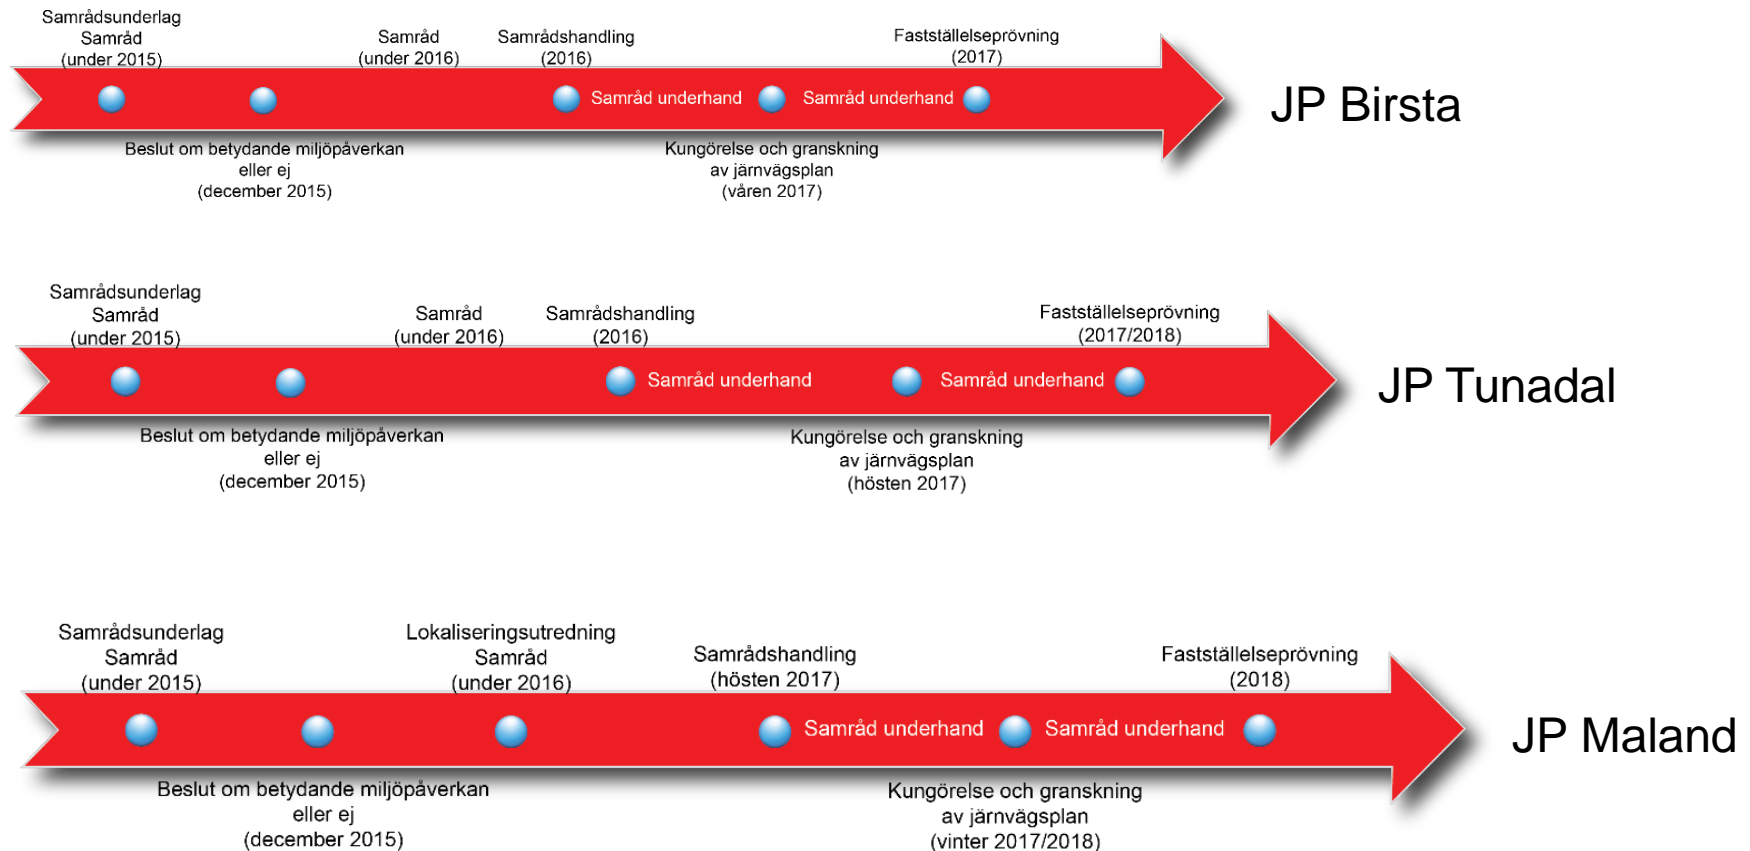 Samrådsunderlag
Samråd
(under 2015)
Samråd
(under 2016)
Samrådshandling
(2016)
Fastställelseprövning
(2017)
Samråd underhand
Samråd underhand
JP Birsta
Beslut om betydande miljöpåverkan
eller ej
(december 2015)
Kungörelse och granskning
av järnvägsplan
(våren 2017)
Samrådsunderlag
Samråd
(under 2015)
Samråd
(under 2016)
Samrådshandling
(2016)
Fastställelseprövning
(2017/2018)
Samråd underhand
Samråd underhand
JP Tunadal
Beslut om betydande miljöpåverkan
eller ej
(december 2015)
Kungörelse och granskning
av järnvägsplan
(hösten 2017)
Samrådsunderlag
Samråd
(under 2015)
Lokaliseringsutredning
Samråd
(under 2016)
Samrådshandling
(hösten 2017)
Fastställelseprövning
(2018)
Samråd underhand
Samråd underhand
JP Maland
Beslut om betydande miljöpåverkan
eller ej
(december 2015)
Kungörelse och granskning
av järnvägsplan
(vinter 2017/2018)